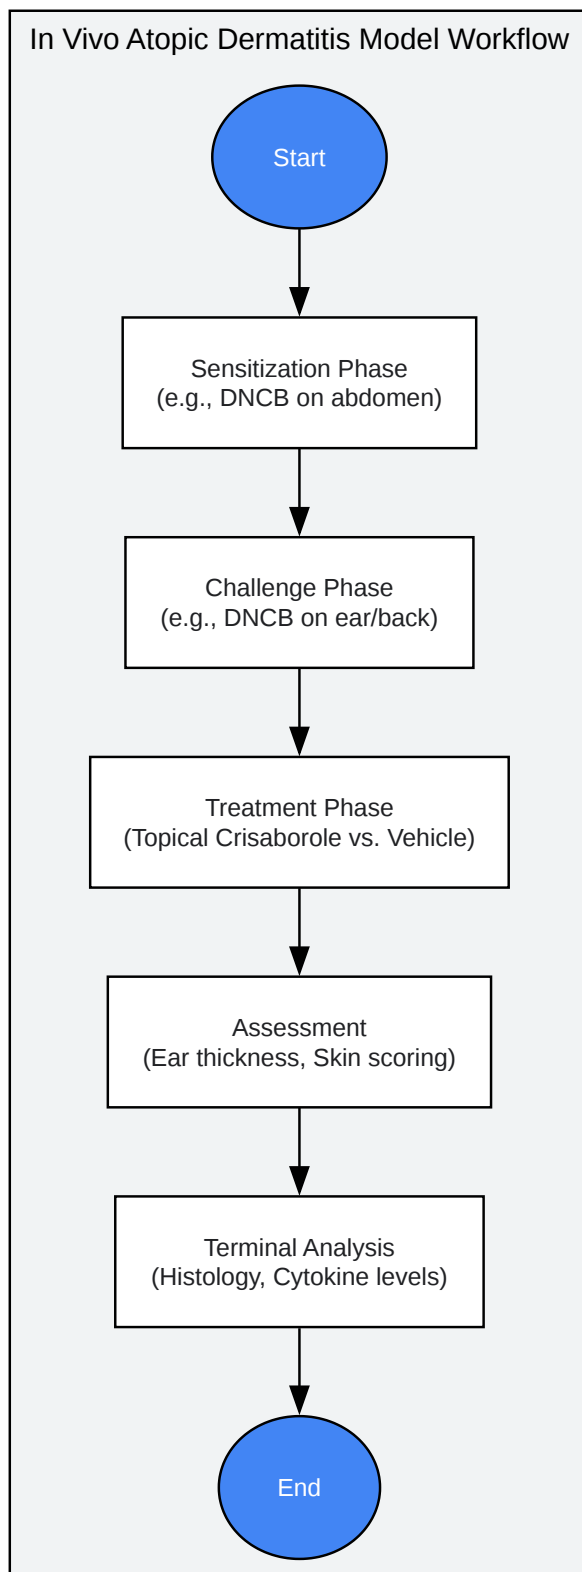 In Vivo Atopic Dermatitis Model Workflow
Start
Sensitization Phase
(e.g., DNCB on abdomen)
Challenge Phase
(e.g., DNCB on ear/back)
Treatment Phase
(Topical Crisaborole vs. Vehicle)
Assessment
(Ear thickness, Skin scoring)
Terminal Analysis
(Histology, Cytokine levels)
End